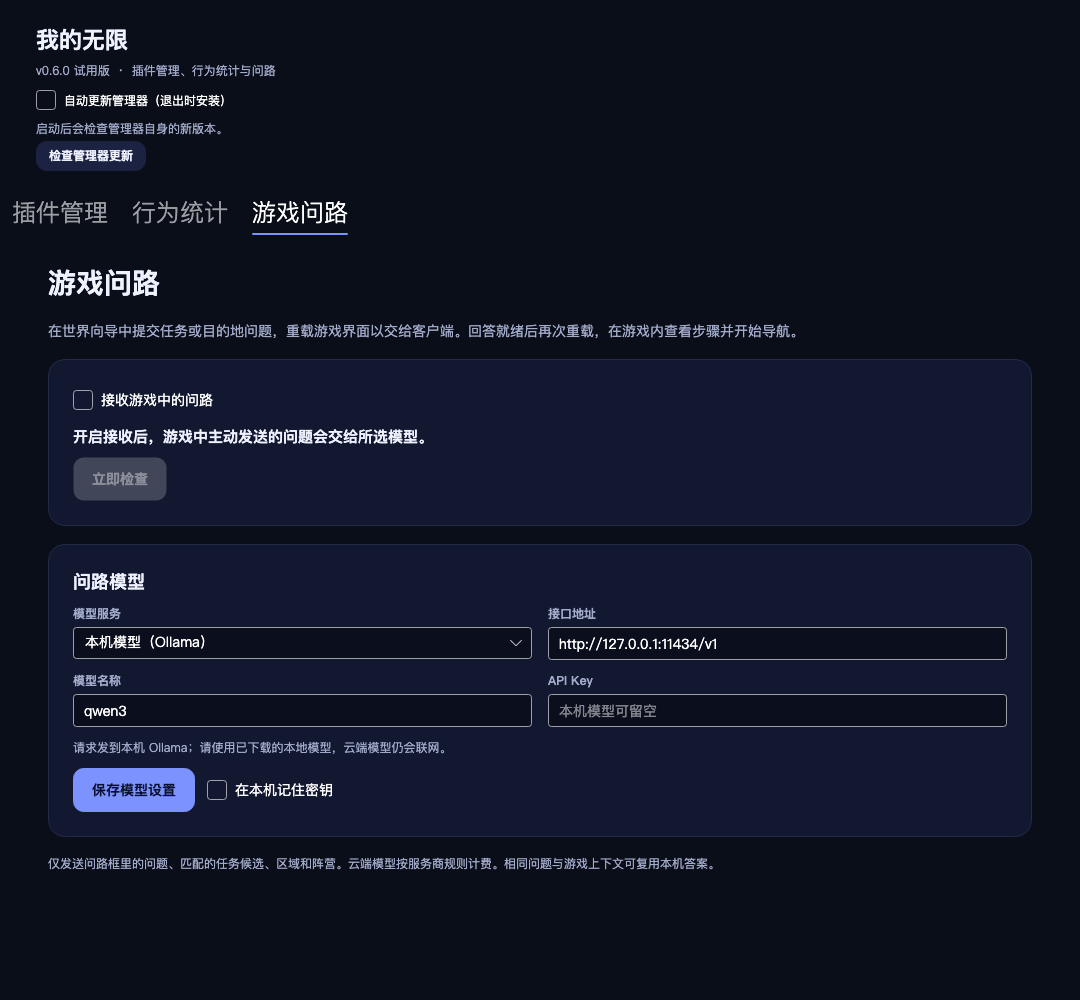 我的无限
v0.6.0 试用版 · 插件管理、行为统计与问路
自动更新管理器（退出时安装）
启动后会检查管理器自身的新版本。
检查管理器更新
插件管理 行为统计 游戏问路
游戏问路
在世界向导中提交任务或目的地问题，重载游戏界面以交给客户端。回答就绪后再次重载，在游戏内查看步骤并开始导航。
接收游戏中的问路
开启接收后，游戏中主动发送的问题会交给所选模型。
立即检查
问路模型
模型服务 接口地址
本机模型（Ollama） http://127.0.0.1:11434/v1
模型名称 API Key
qwen3 本机模型可留空
请求发到本机 Ollama；请使用已下载的本地模型，云端模型仍会联网。
保存模型设置 在本机记住密钥
仅发送问路框里的问题、匹配的任务候选、区域和阵营。云端模型按服务商规则计费。相同问题与游戏上下文可复用本机答案。